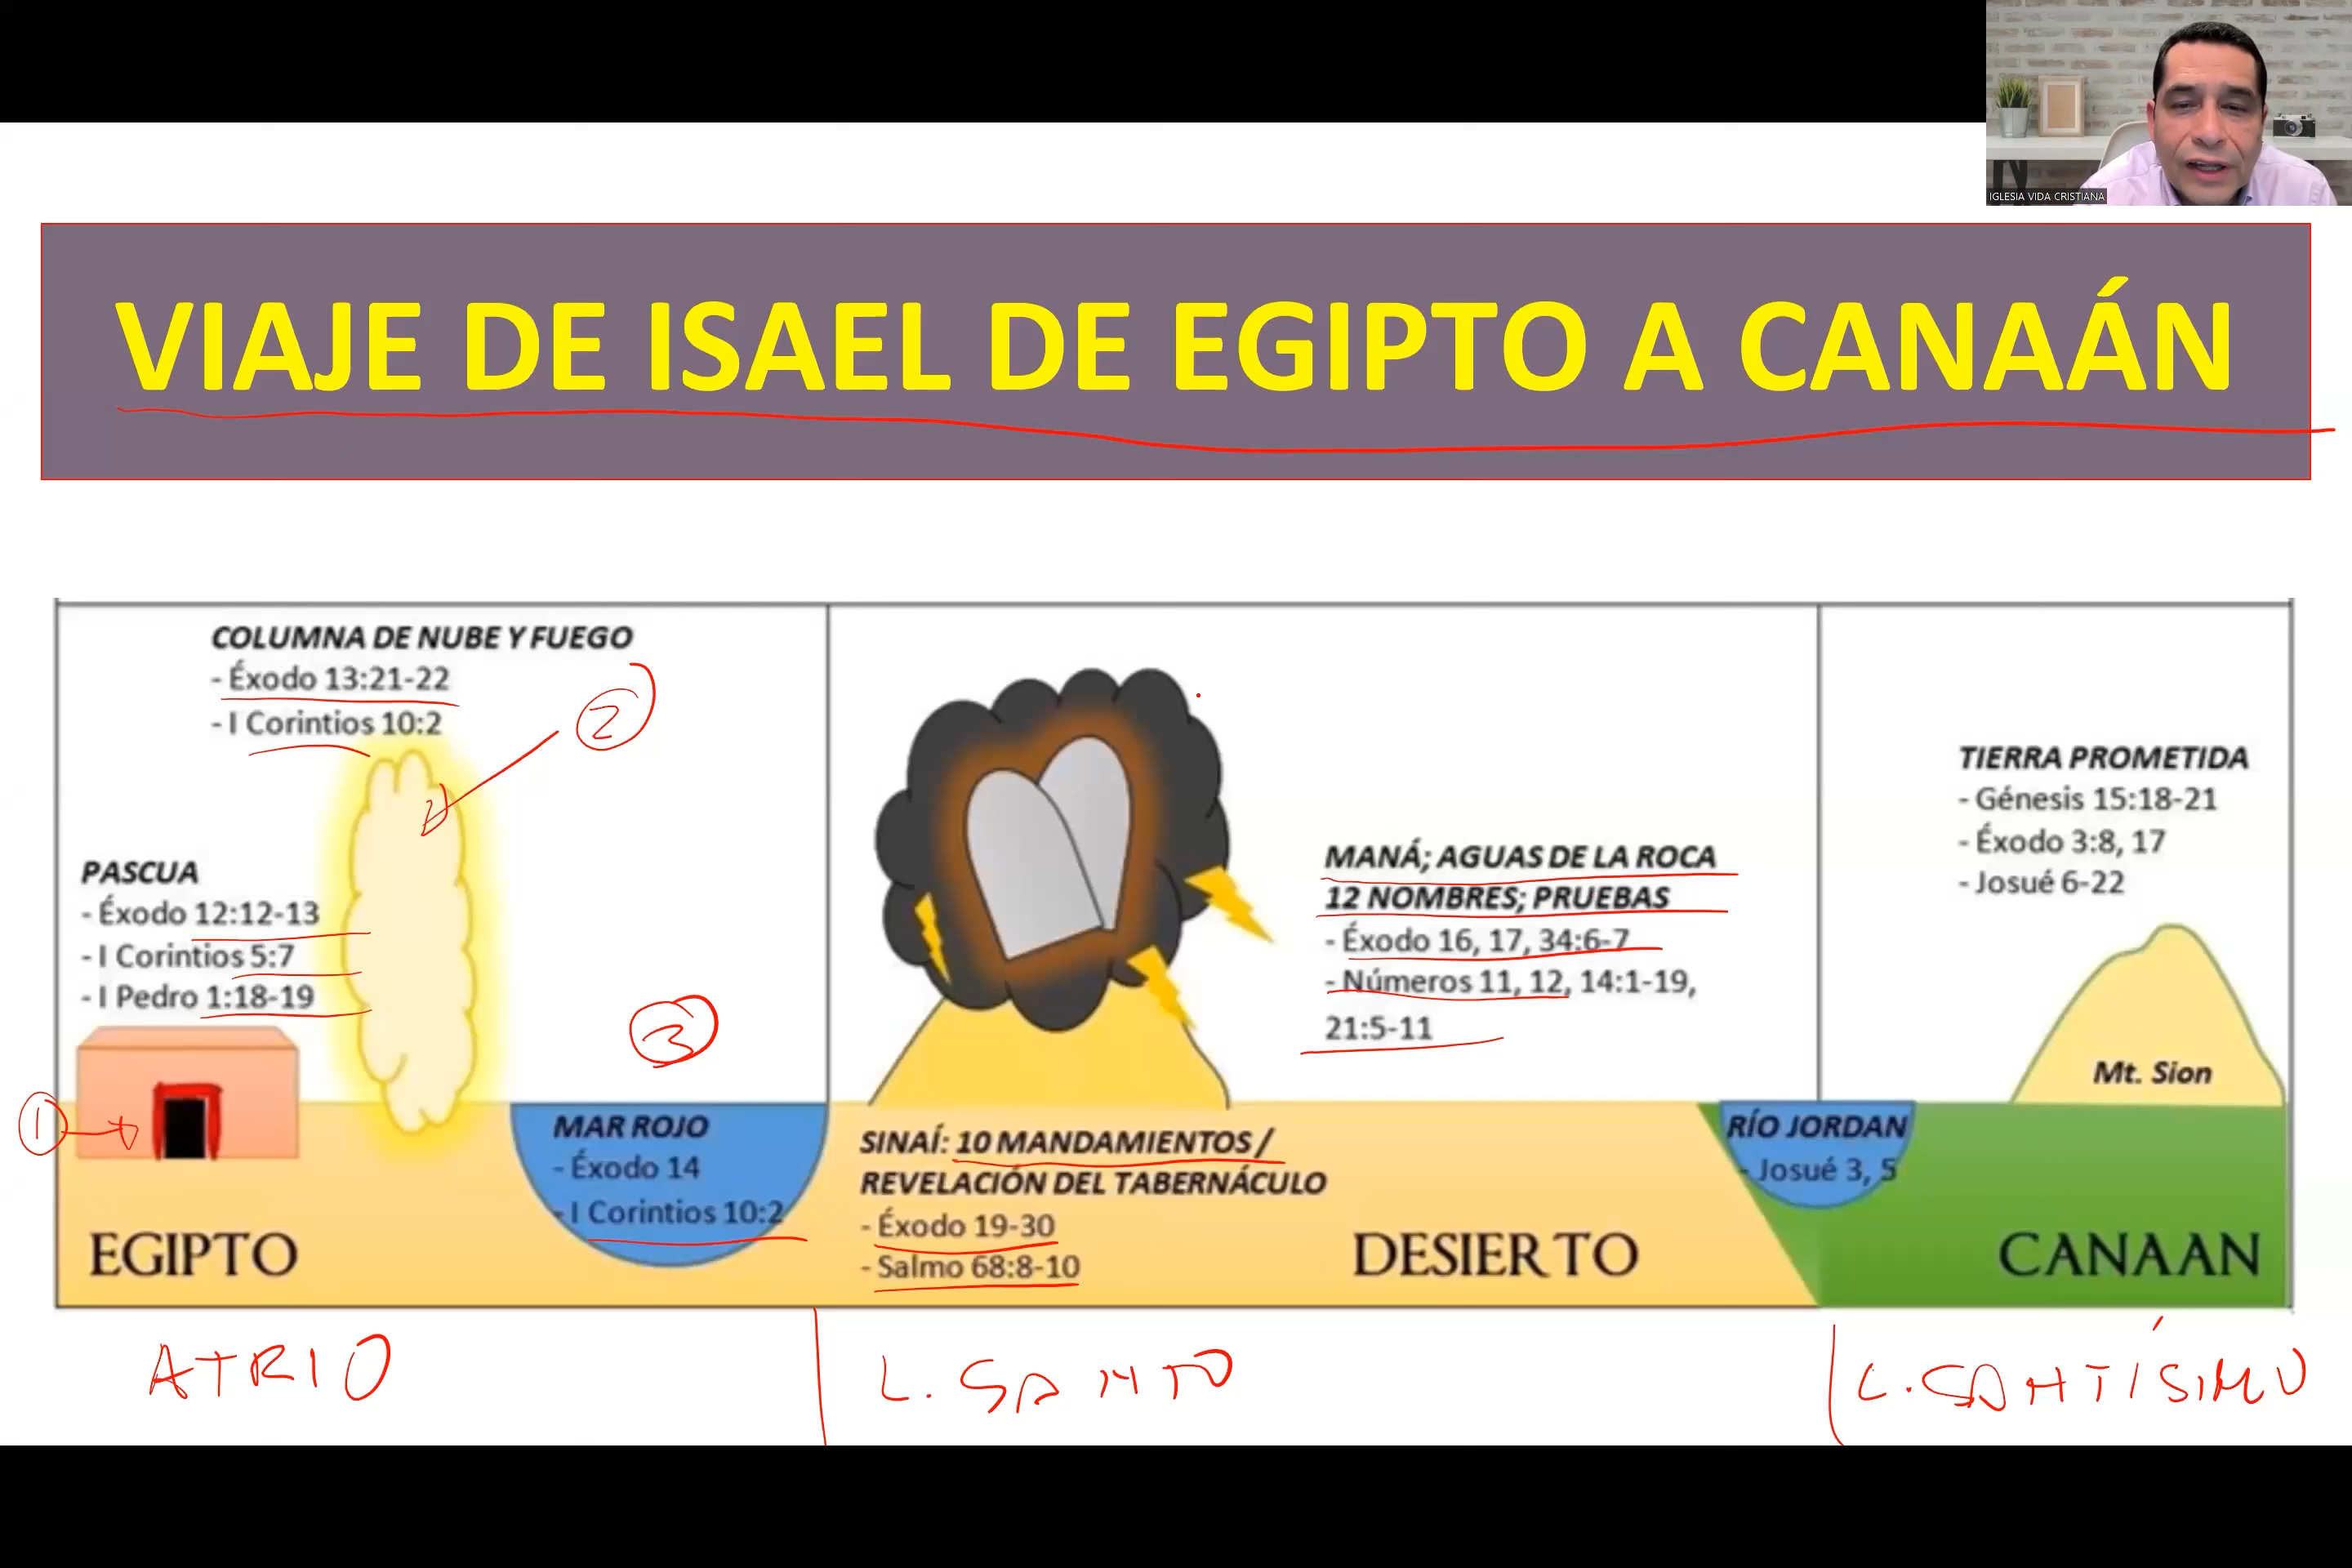 IGLESIA VIDA CRISTIANA
VIAJE DE ISAEL DE EGIPTO A CANAÁN
COLUMNA DE NUBE Y FUEGO
- Éxodo 13:21-22
- I Corintios 10:2
2
PASCUA
- Éxodo 12:12-13
- I Corintios 5:7
- I Pedro 1:18-19
1
3
MAR ROJO
- Éxodo 14
- I Corintios 10:2
EGIPTO
SINAÍ: 10 MANDAMIENTOS /
REVELACIÓN DEL TABERNÁCULO
- Éxodo 19-30
- Salmo 68:8-10
MANÁ; AGUAS DE LA ROCA
12 NOMBRES; PRUEBAS
- Éxodo 16, 17, 34:6-7
- Números 11, 12, 14:1-19,
21:5-11
DESIERTO
TIERRA PROMETIDA
- Génesis 15:18-21
- Éxodo 3:8, 17
- Josué 6-22
Mt. Sion
RÍO JORDAN
- Josué 3, 5
CANAAN
ATRIO
L. SANTO
L. SANTÍSIMO